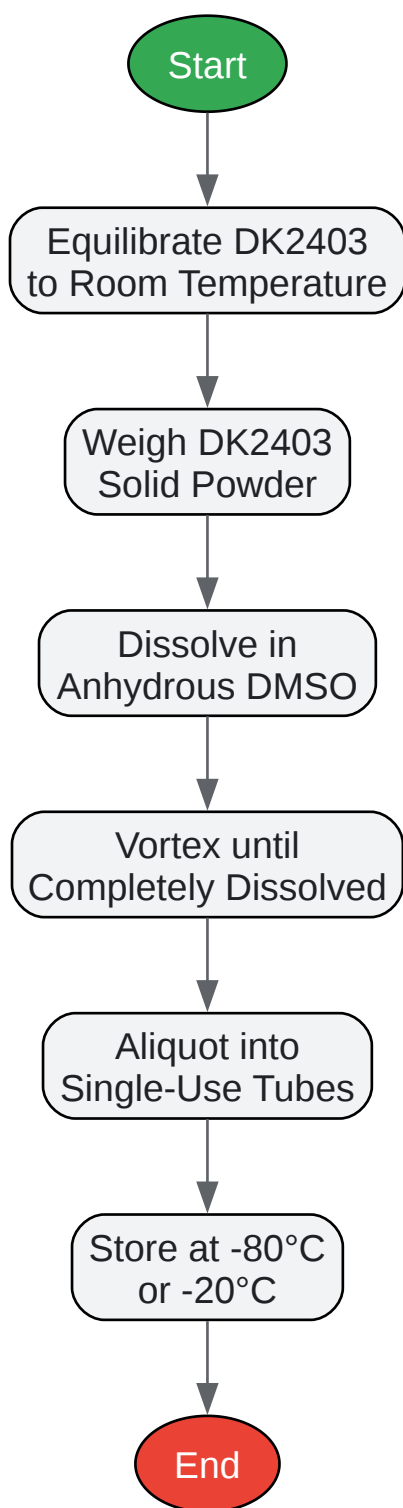 Start
Equilibrate DK2403
to Room Temperature
Weigh DK2403
Solid Powder
Dissolve in
Anhydrous DMSO
Vortex until
Completely Dissolved
Aliquot into
Single-Use Tubes
Store at -80°C
or -20°C
End